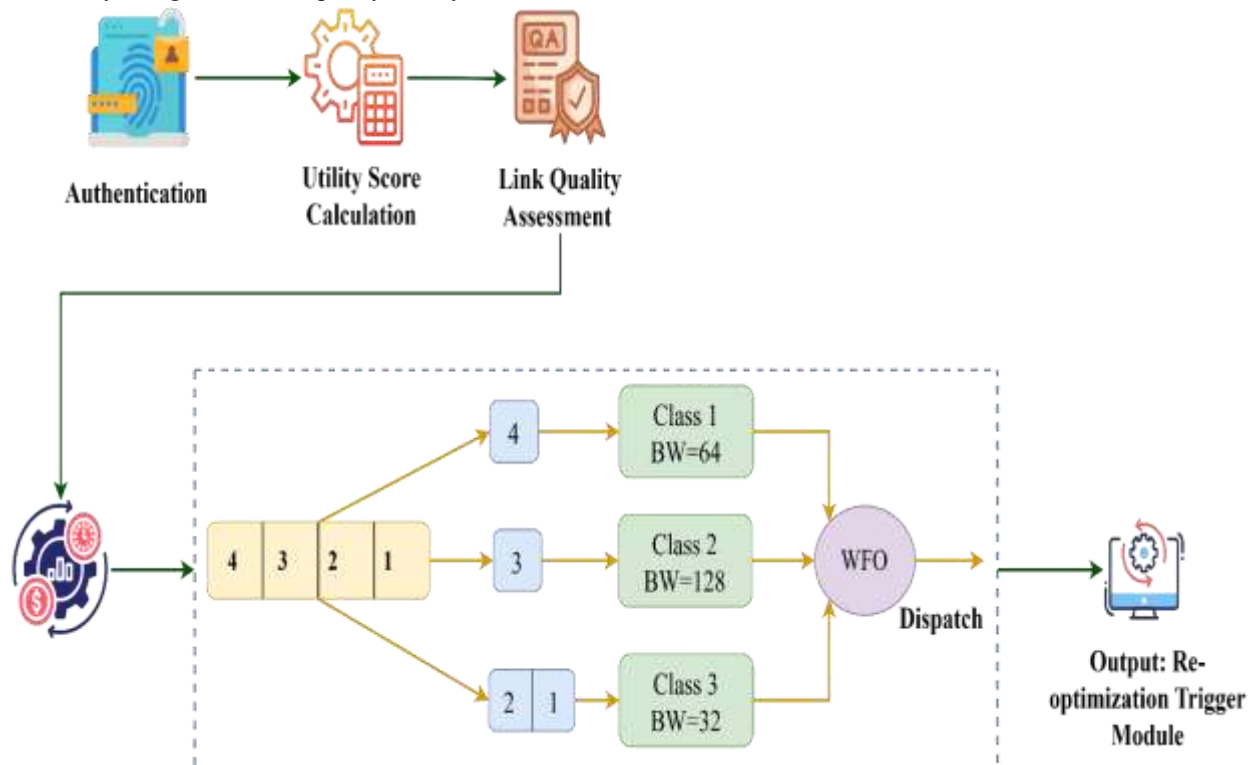 QA
Authentication
Utility Score
Calculation
Link Quality
Assessment
4 3 2 1
4
Class 1
BW=64
3
Class 2
BW=128
2 1
Class 3
BW=32
WFO
Dispatch
$
Output: Re-
optimization Trigger
Module